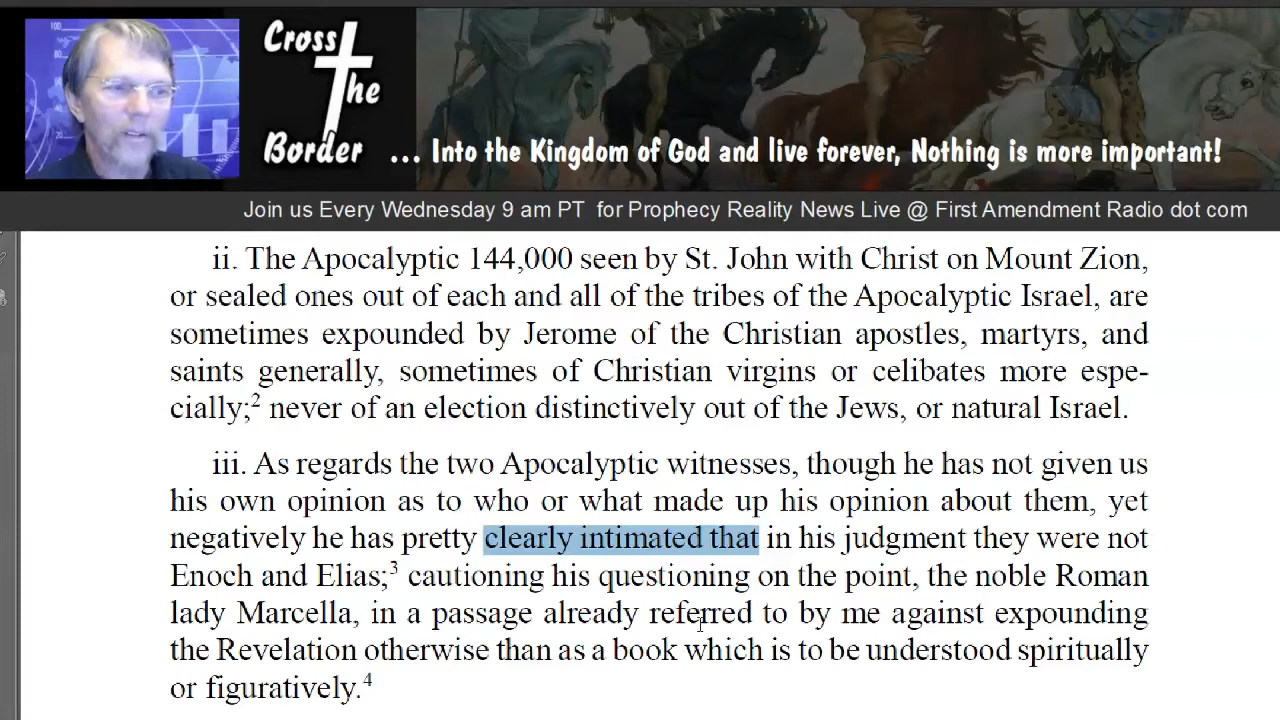 Cross
the
Border
... Into the Kingdom of God and live forever, Nothing is more important!
Join us Every Wednesday 9 am PT for Prophecy Reality News Live @ First Amendment Radio dot com
ii. The Apocalyptic 144,000 seen by St. John with Christ on Mount Zion,
or sealed ones out of each and all of the tribes of the Apocalyptic Israel, are
sometimes expounded by Jerome of the Christian apostles, martyrs, and
saints generally, sometimes of Christian virgins or celibates more espe-
cially;² never of an election distinctively out of the Jews, or natural Israel.
iii. As regards the two Apocalyptic witnesses, though he has not given us
his own opinion as to who or what made up his opinion about them, yet
negatively he has pretty clearly intimated that in his judgment they were not
Enoch and Elias;³ cautioning his questioning on the point, the noble Roman
lady Marcella, in a passage already referred to by me against expounding
the Revelation otherwise than as a book which is to be understood spiritually
or figuratively.⁴